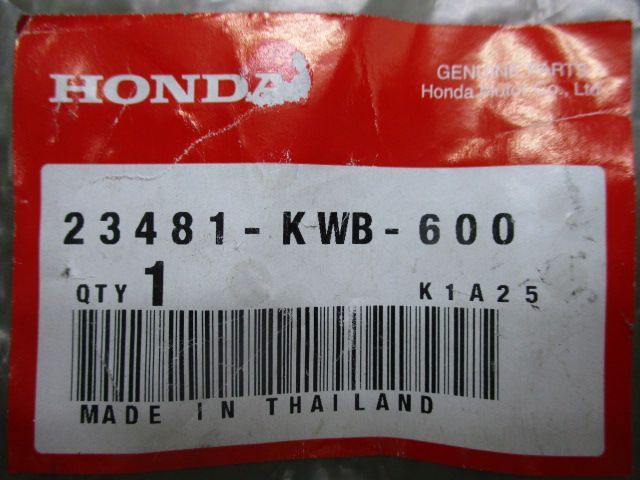 HONDA
GENUINE PARTS
Honda Motor Co., Ltd.
23481-KWB-600
QTY 1
K1A25
MADE IN THAILAND